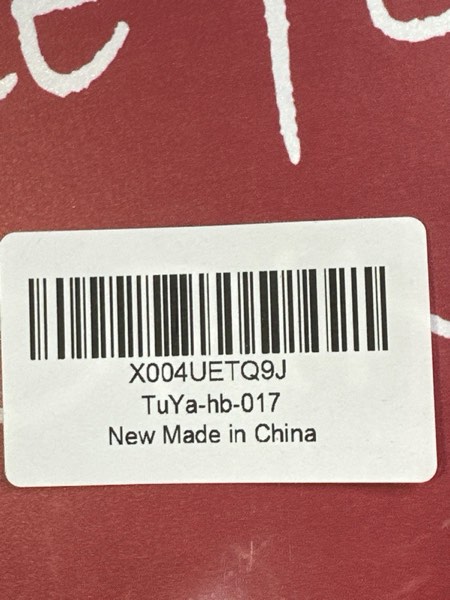 X004UETQ9J
TuYa-hb-017
New Made in China